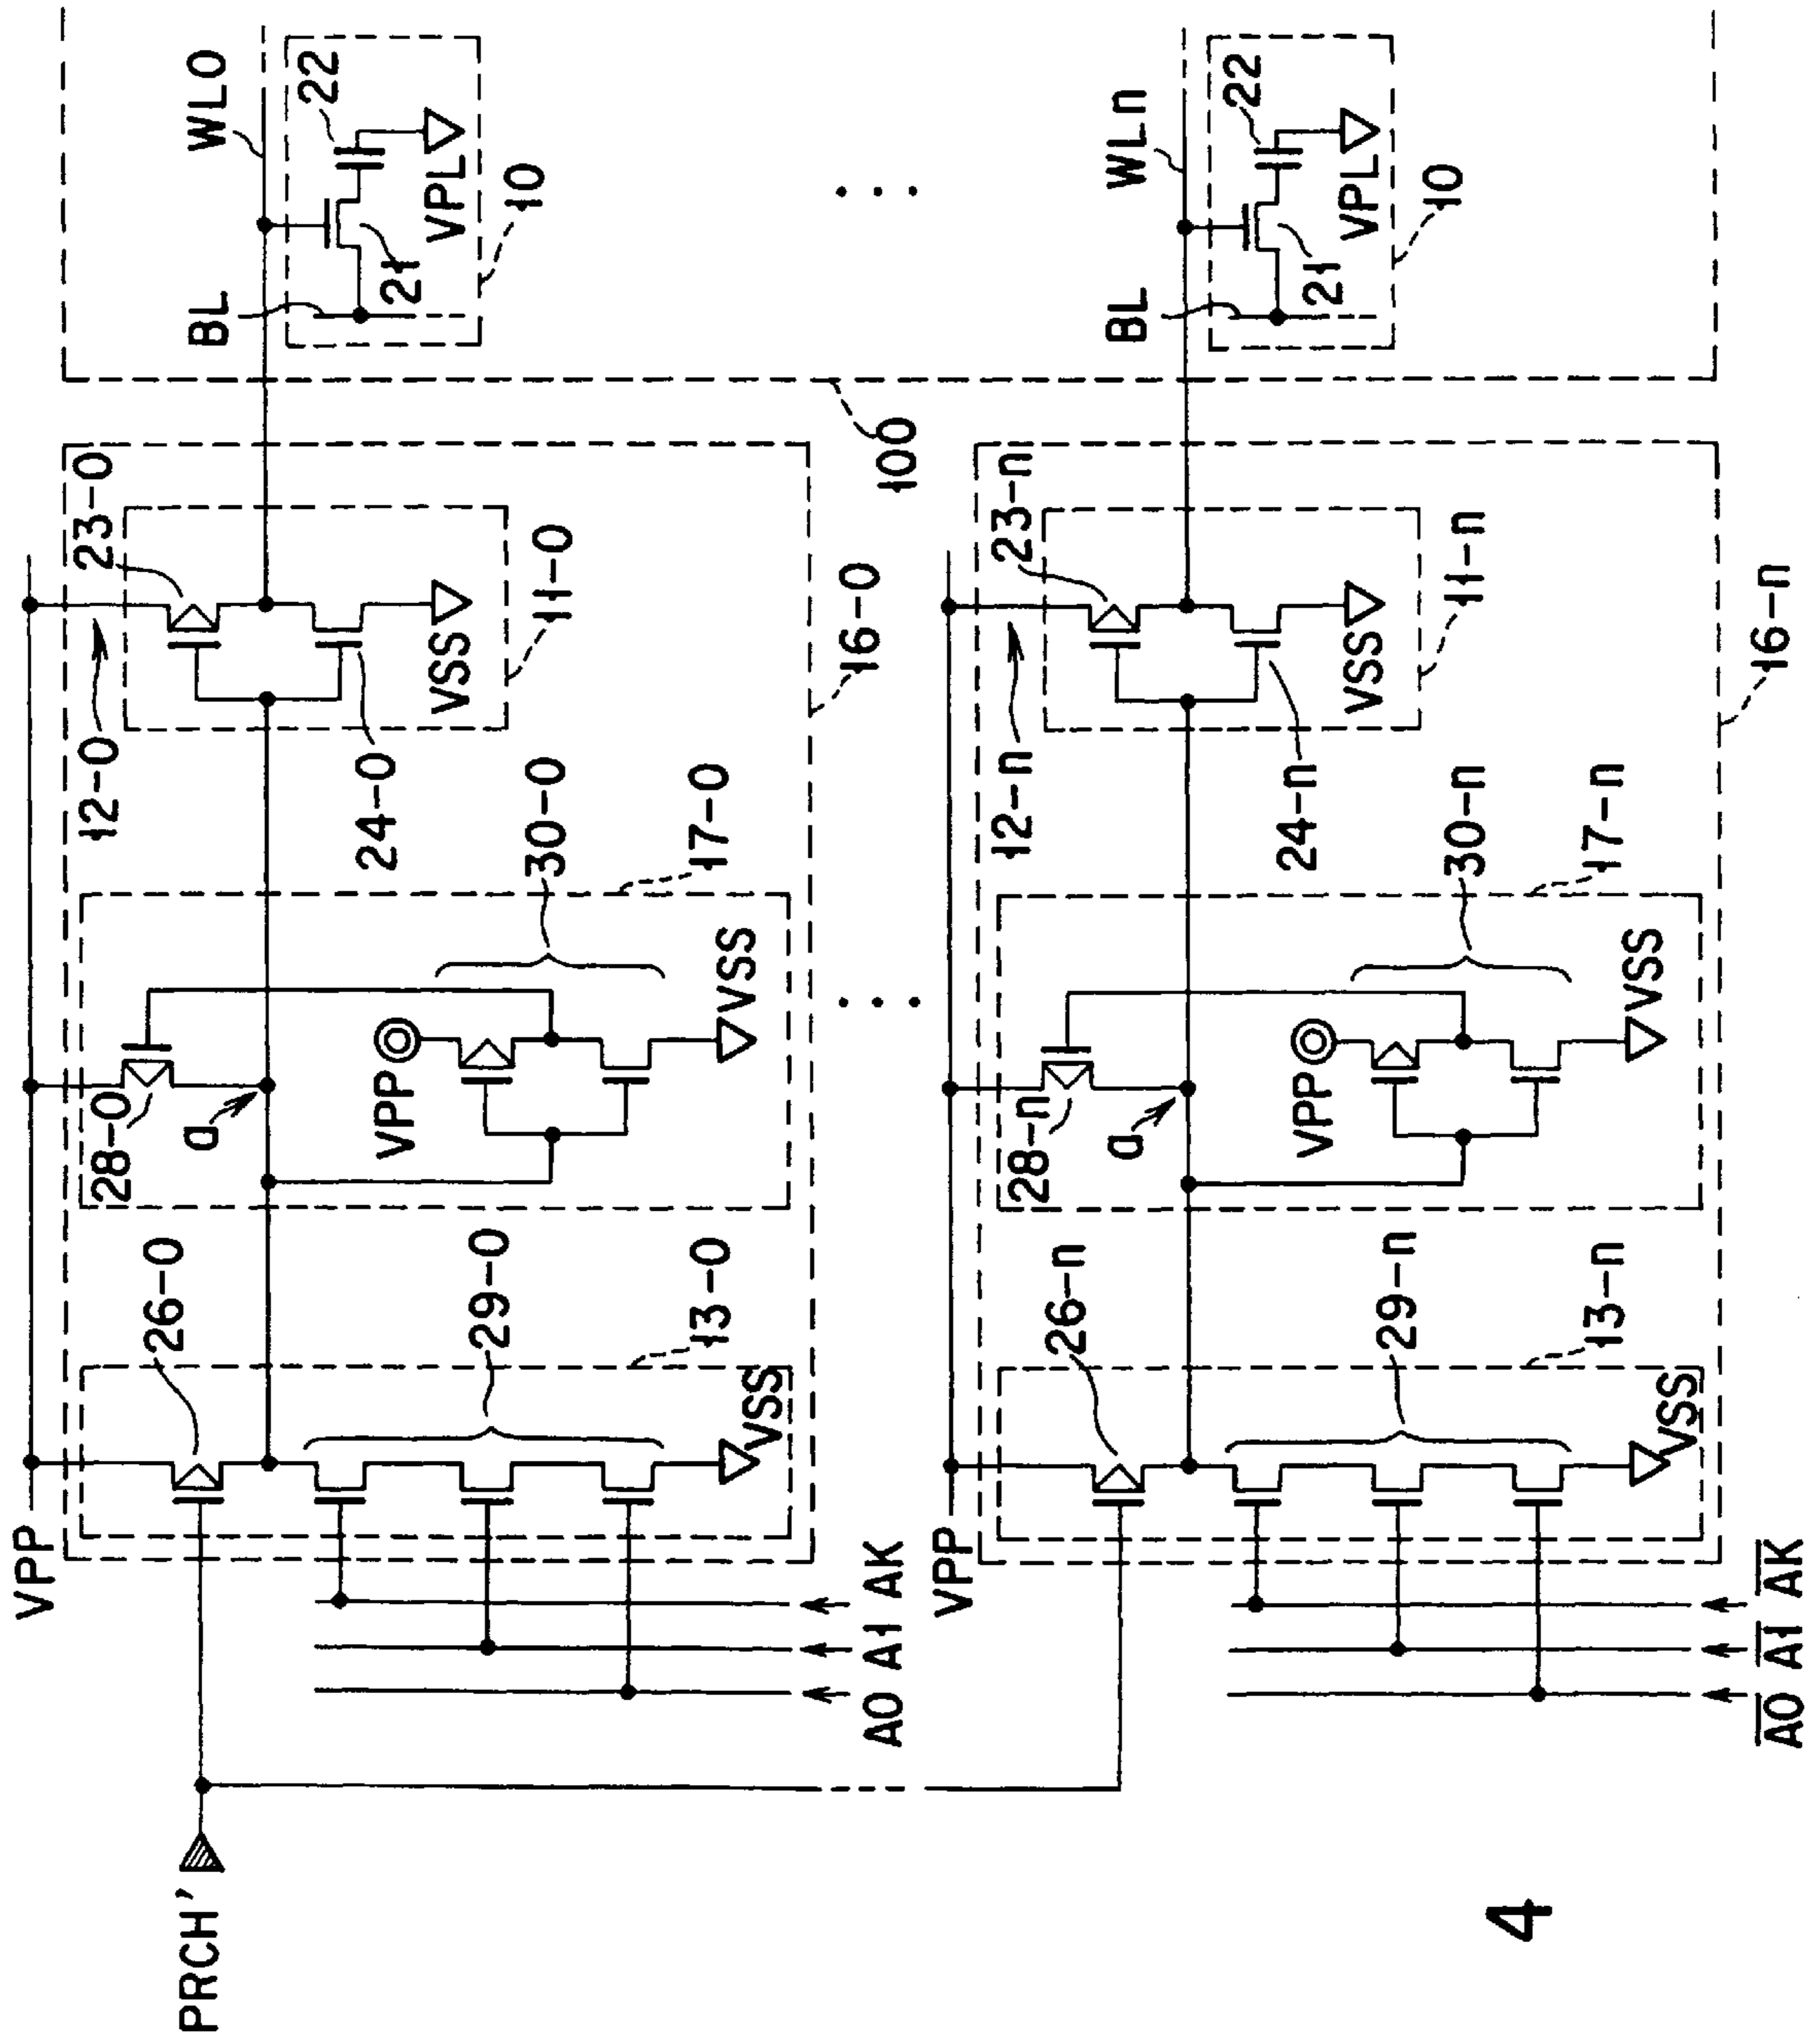 VPP
23-0
12-0
11-0
VSS
24-0
16-0
WL0
BL
22
21
VPL
10
28-0
a
VPP
30-0
VSS
17-0
26-0
29-0
VSS
13-0
PRCH'
A0
A1
AK
100
VPP
23-n
12-n
11-n
VSS
24-n
16-n
WLn
BL
22
21
VPL
10
28-n
a
VPP
30-n
VSS
17-n
26-n
29-n
VSS
13-n
A̅0̅
A̅1̅
A̅K̅
4